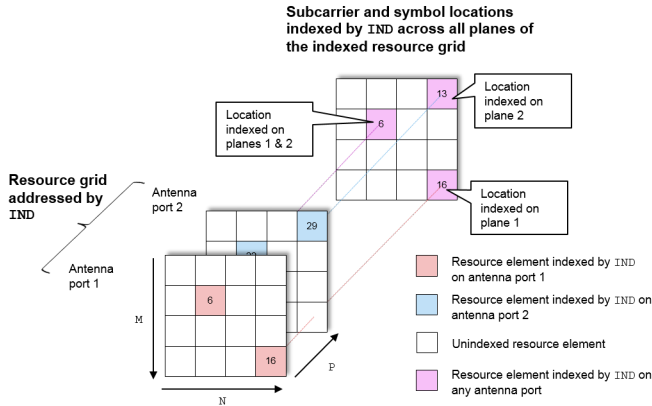 Subcarrier and symbol locations
indexed by IND across all planes of
the indexed resource grid
13
Location
indexed on
plane 2
Location
indexed on
planes 1 & 2
6
Resource grid
addressed by
IND
Antenna
port 2
16
Location
indexed on
plane 1
29
Antenna
port 1
Resource element indexed by IND
on antenna port 1
6
Resource element indexed by IND on
antenna port 2
M
Unindexed resource element
16
P
Resource element indexed by IND on
any antenna port
N